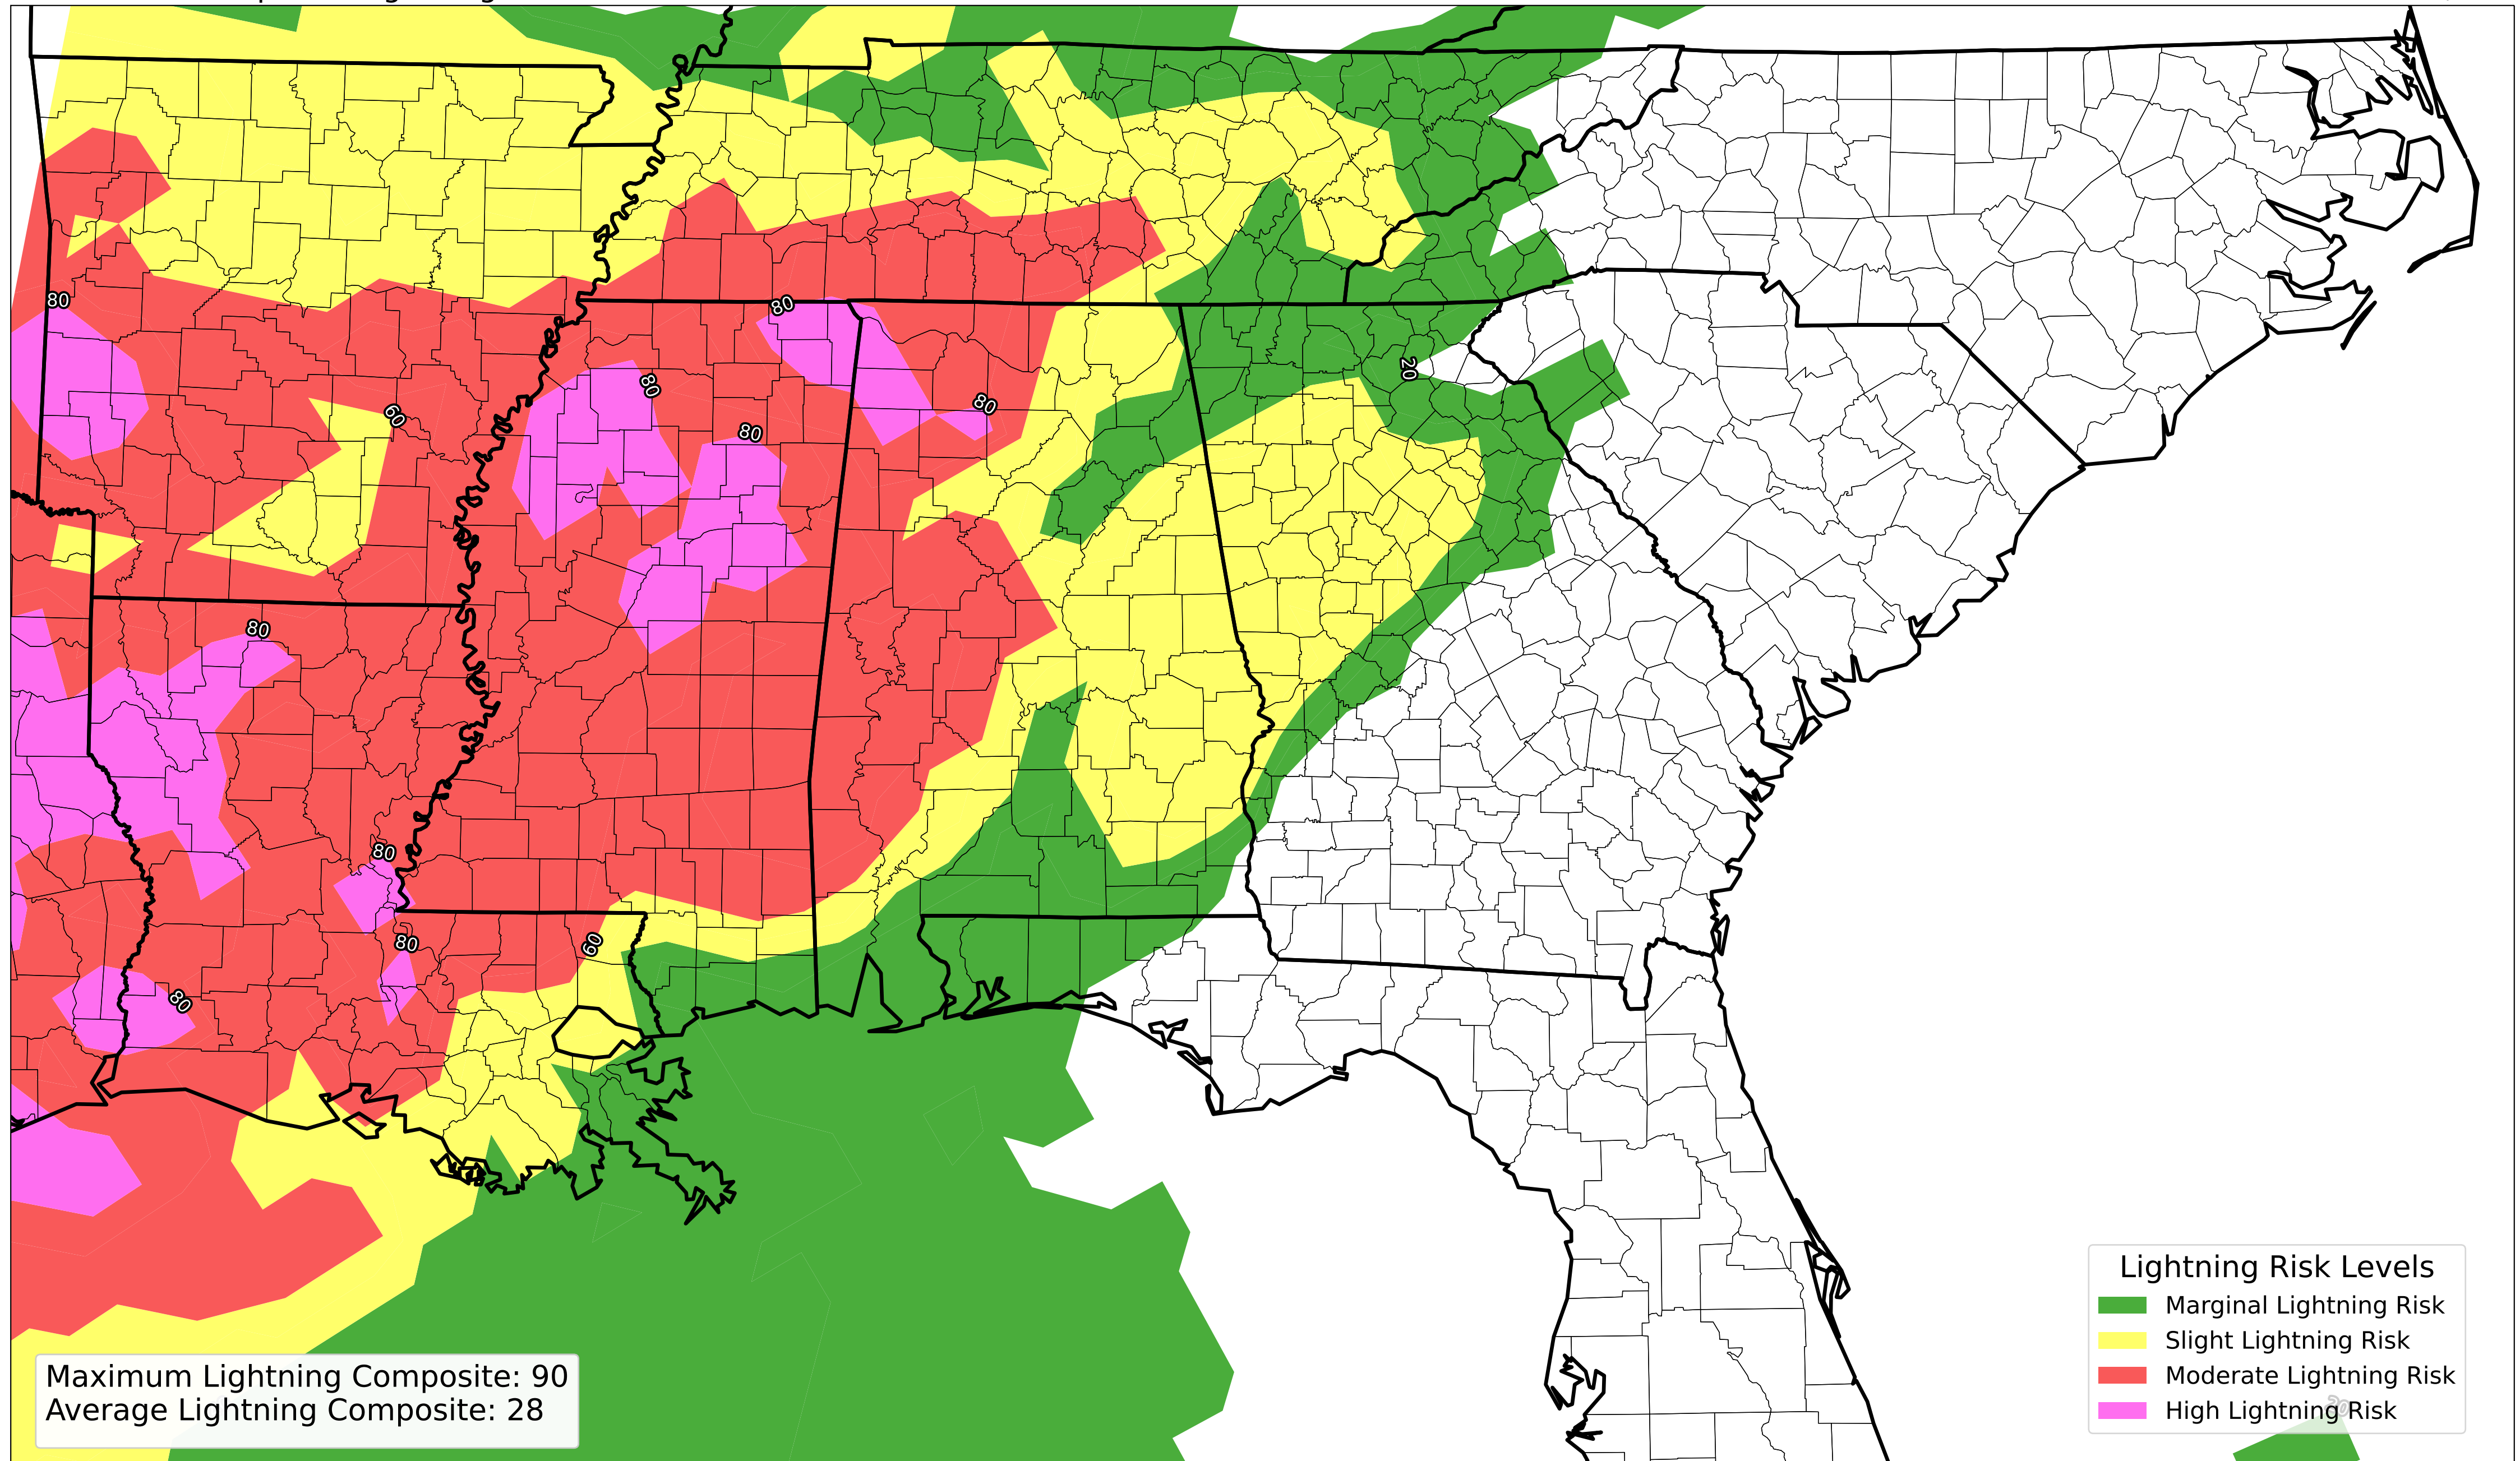 80
80
80
80
60
80
20
80
80
60
80
80
Lightning Risk Levels
Marginal Lightning Risk
Slight Lightning Risk
Moderate Lightning Risk
High Lightning Risk
20
Maximum Lightning Composite: 90
Average Lightning Composite: 28